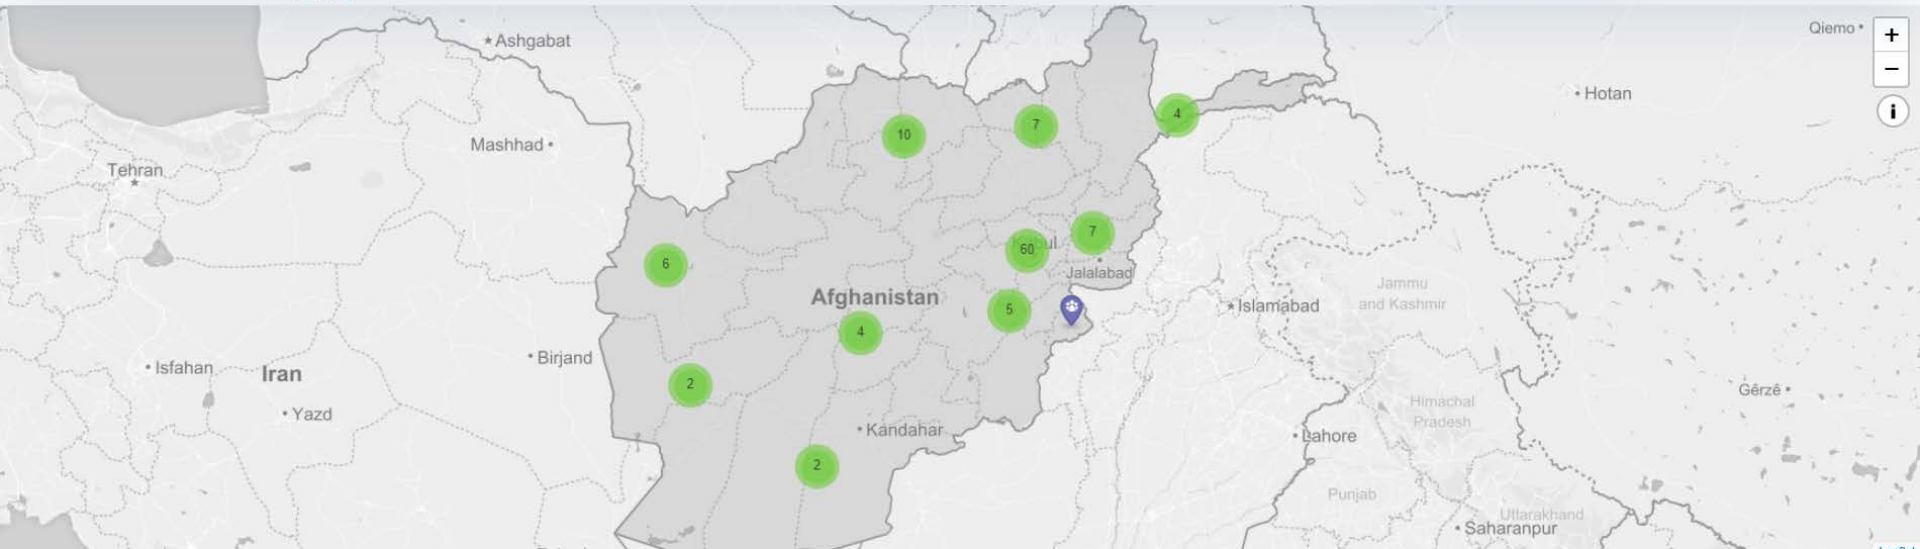 Qiemo
+
Ashgabat
−
Hotan
4
i
7
10
Mashhad
Tehran
7
60
6
Jalalabad
Jammu
and Kashmir
Afghanistan
Islamabad
5
4
Birjand
Isfahan
Iran
2
Gêrzê
Himachal
Pradesh
Yazd
Kandahar
Lahore
2
Punjab
Uttarakhand
Saharanpur